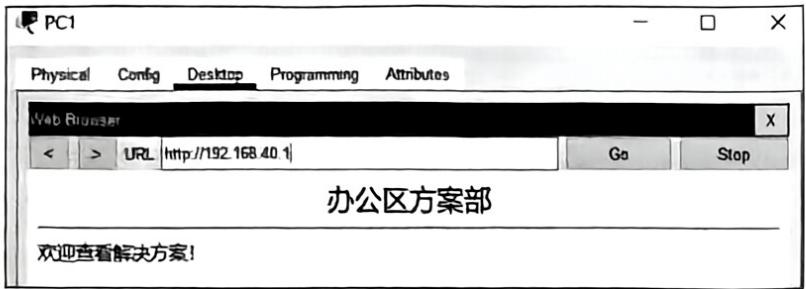 PC1
Physical Config Desktop Programming Attributes
Web Browser X
< > URL http://192.168.40.1 Go Stop
办公区方案部
欢迎查看解决方案!